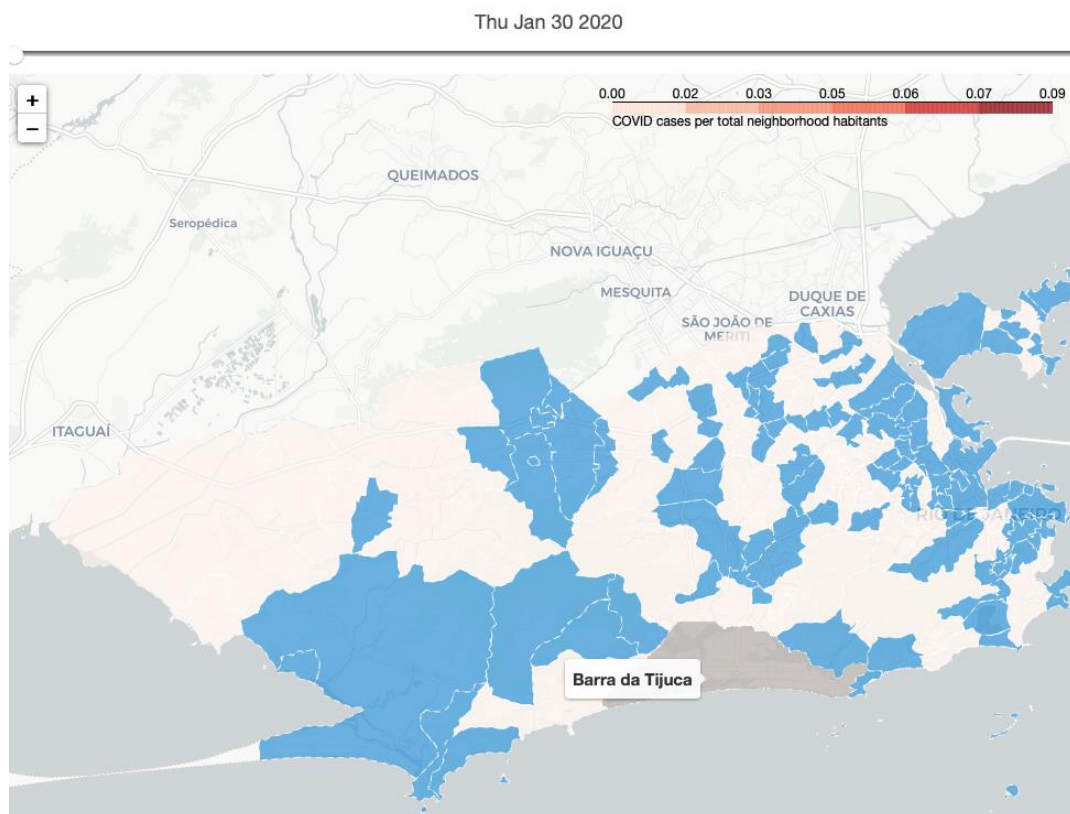 Thu Jan 30 2020
+
−
0.00 0.02 0.03 0.05 0.06 0.07 0.09
COVID cases per total neighborhood habitants
QUEIMADOS
Seropédica
NOVA IGUAÇU
MESQUITA
DUQUE DE
CAXIAS
SÃO JOÃO DE
MERITI
ITAGUAÍ
RIO DE JANEIRO
Barra da Tijuca